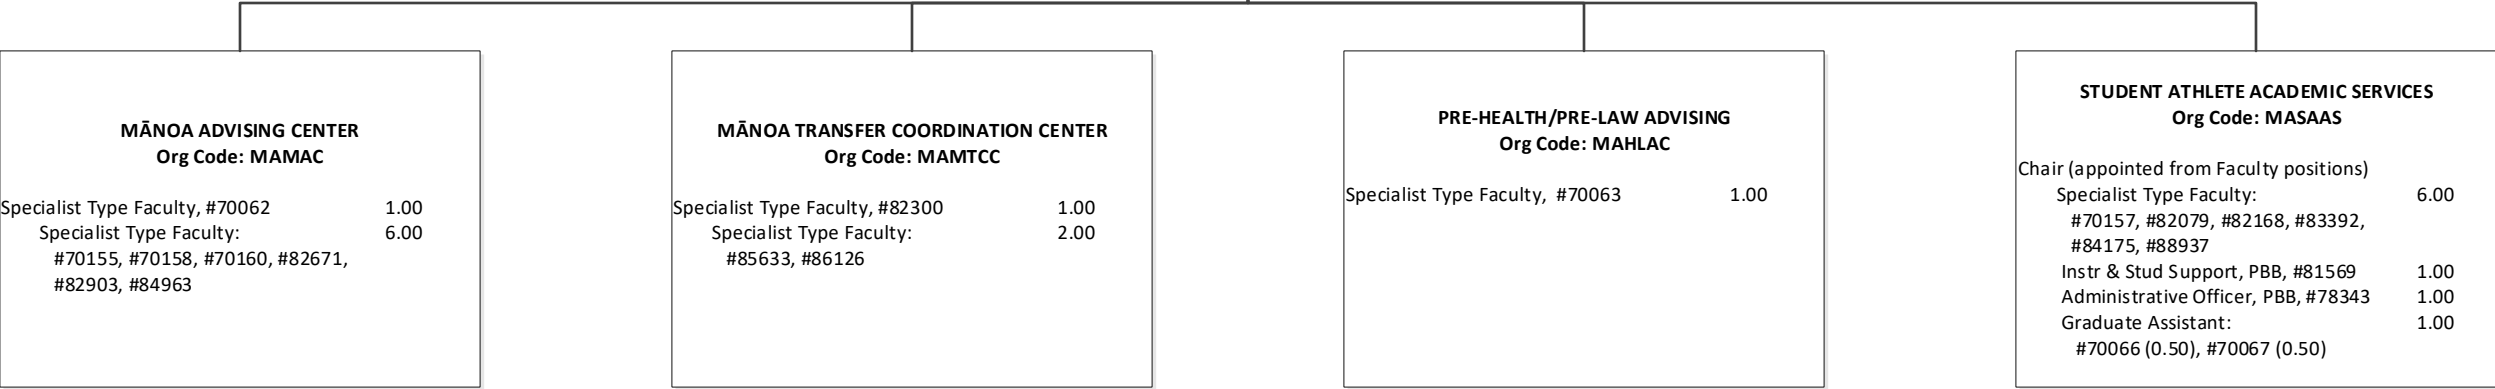 MĀNOA ADVISING CENTER
Org Code: MAMAC
Specialist Type Faculty, #70062 1.00
Specialist Type Faculty: 6.00
#70155, #70158, #70160, #82671,
#82903, #84963
MĀNOA TRANSFER COORDINATION CENTER
Org Code: MAMTCC
Specialist Type Faculty, #82300 1.00
Specialist Type Faculty: 2.00
#85633, #86126
PRE-HEALTH/PRE-LAW ADVISING
Org Code: MAHLAC
Specialist Type Faculty, #70063 1.00
STUDENT ATHLETE ACADEMIC SERVICES
Org Code: MASAAS
Chair (appointed from Faculty positions)
Specialist Type Faculty: 6.00
#70157, #82079, #82168, #83392,
#84175, #88937
Instr & Stud Support, PBB, #81569 1.00
Administrative Officer, PBB, #78343 1.00
Graduate Assistant: 1.00
#70066 (0.50), #70067 (0.50)